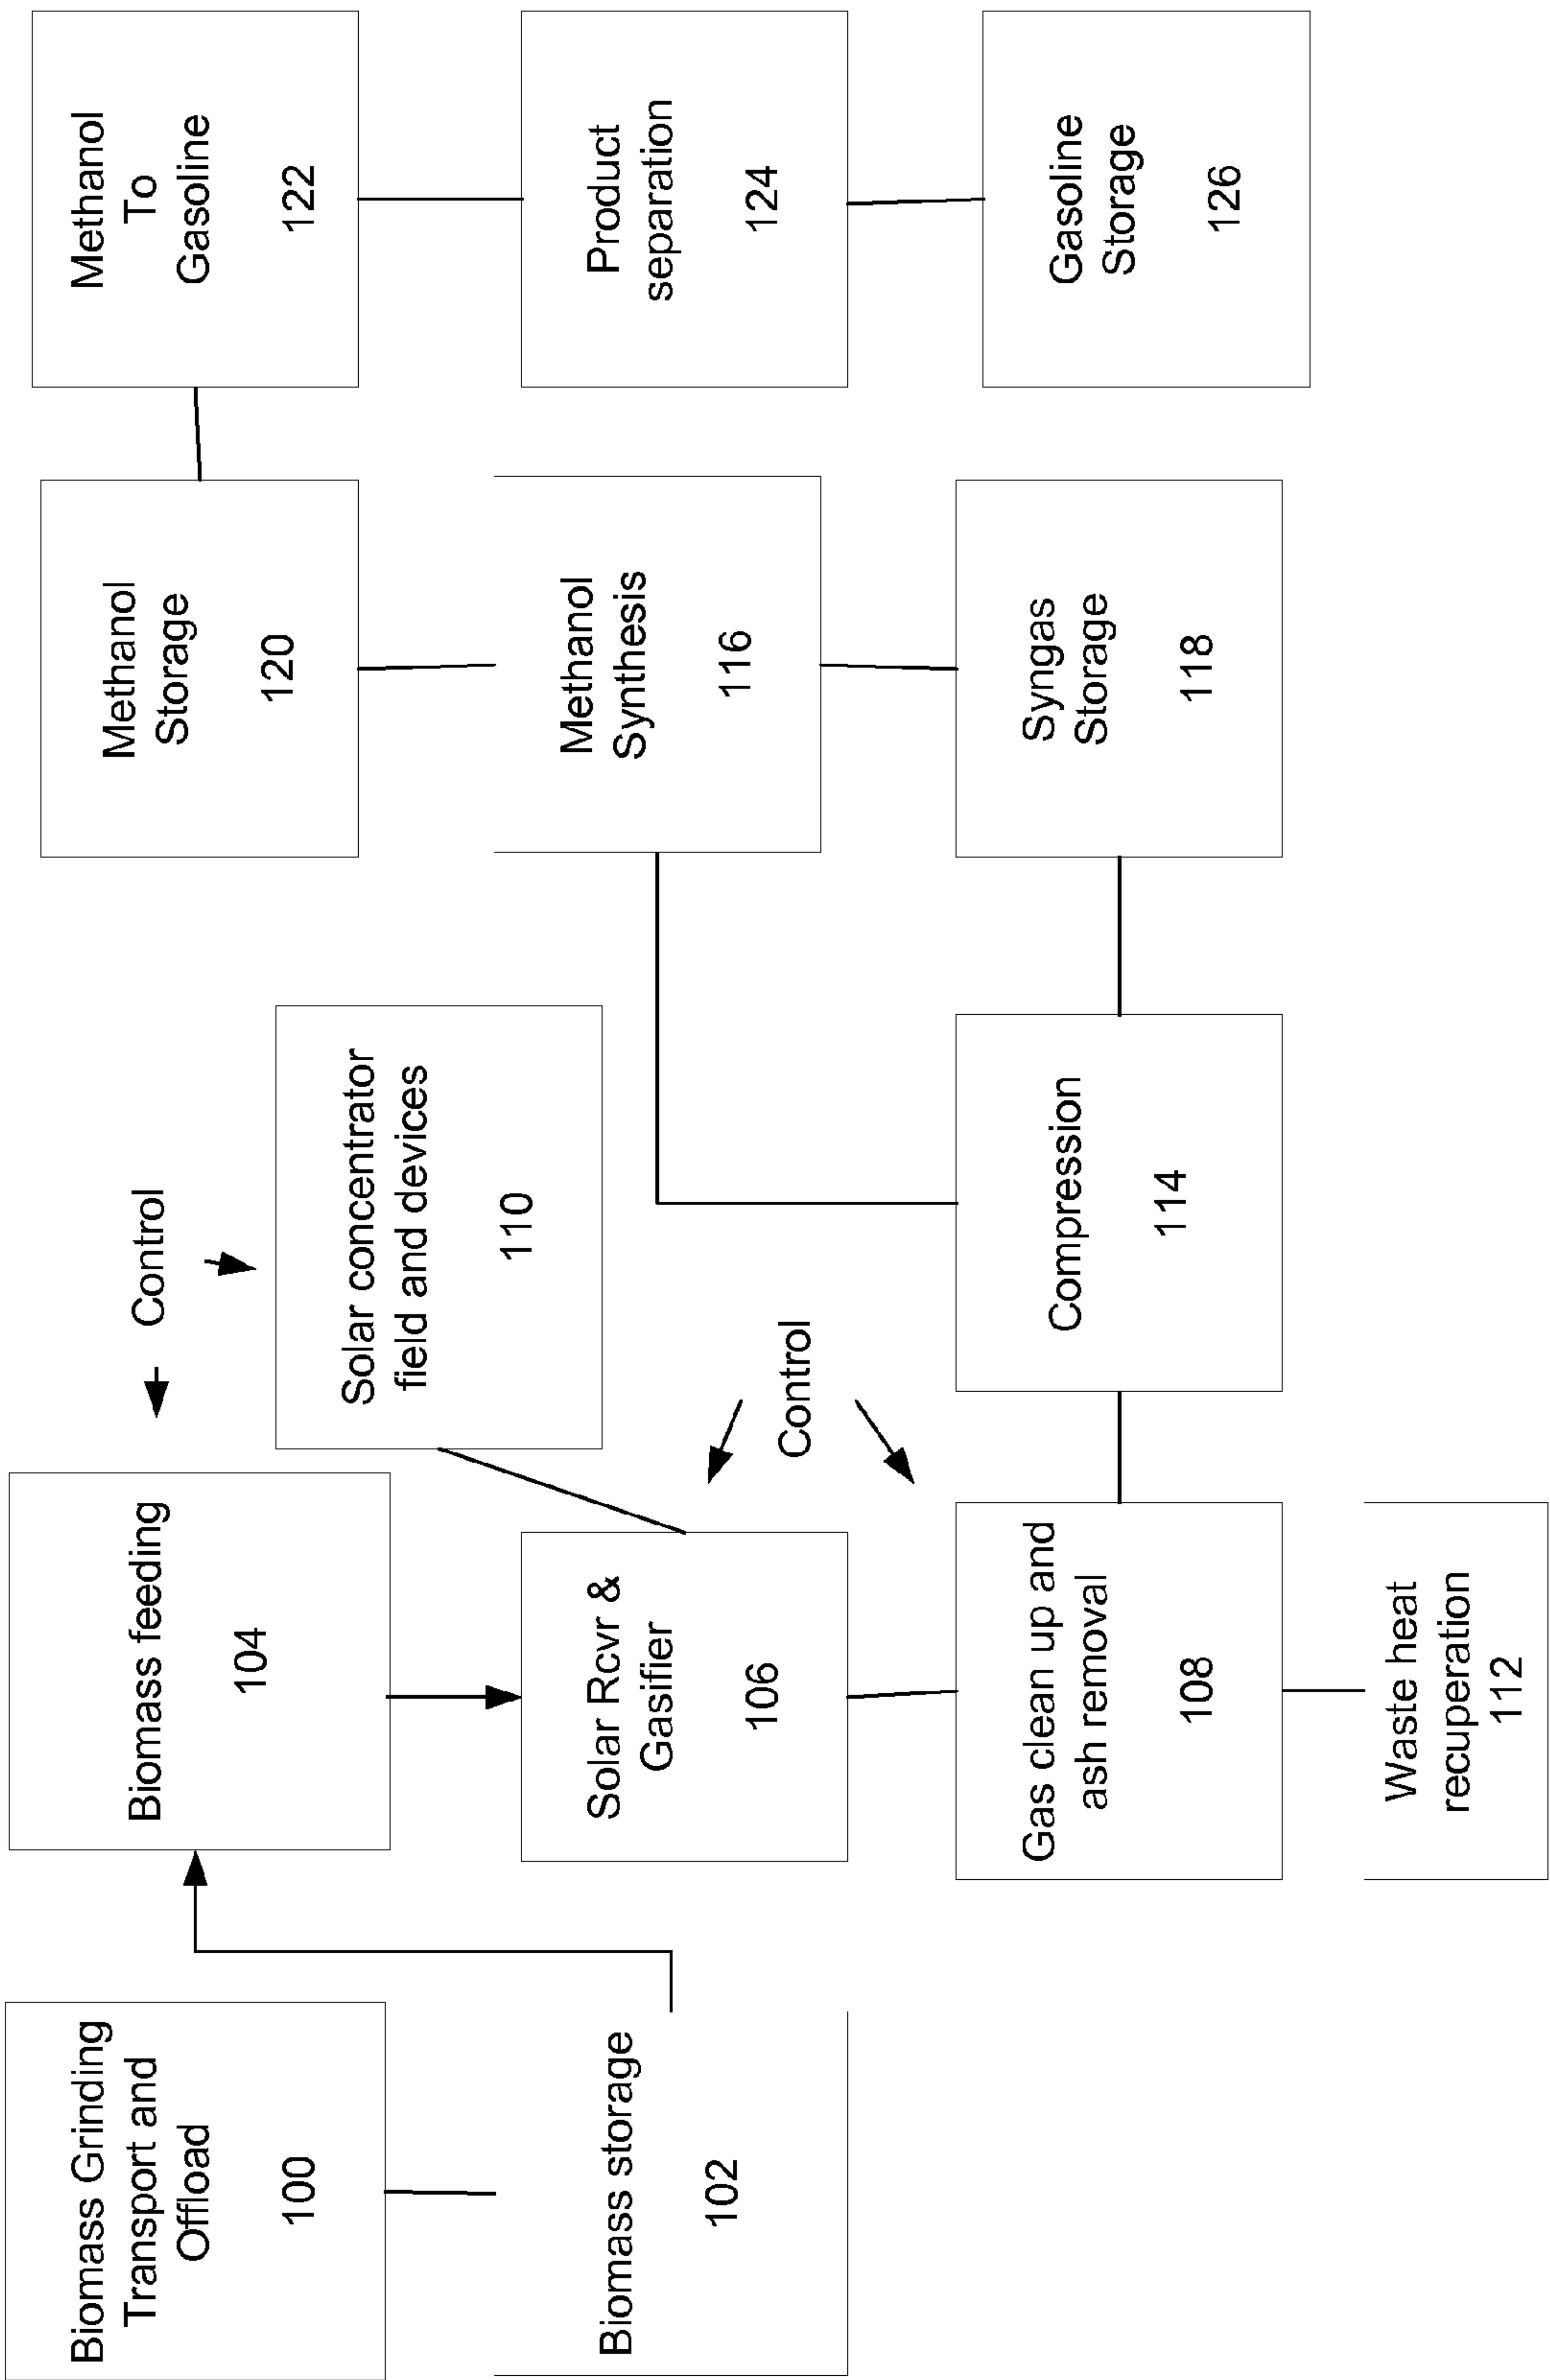 Biomass Grinding
Transport and
Offload
100
Biomass storage
102
Biomass feeding
104
Solar Rcvr &
Gasifier
106
Gas clean up and
ash removal
108
Waste heat
recuperation
112
Control
Solar concentrator
field and devices
110
Control
Compression
114
Methanol
Storage
120
Methanol
Synthesis
116
Syngas
Storage
118
Methanol
To
Gasoline
122
Product
separation
124
Gasoline
Storage
126